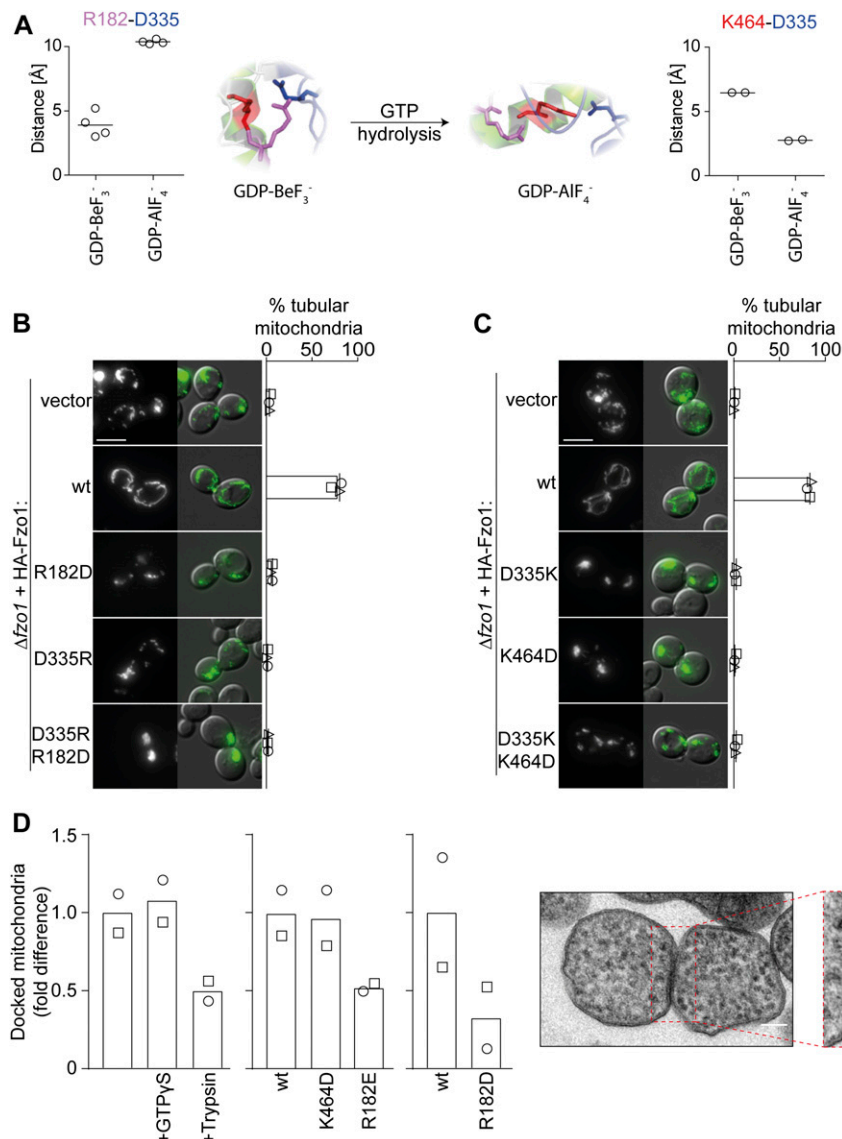 A
R182-D335
10
5
0
Distance [Å]
GDP-BeF3-
GDP-AlF4-
GDP-BeF3-
GTP
hydrolysis
GDP-AlF4-
K464-D335
10
5
0
Distance [Å]
GDP-BeF3-
GDP-AlF4-
B
% tubular
mitochondria
0 50 100
Δfzo1 + HA-Fzo1:
vector
wt
R182D
D335R
D335R
R182D
C
% tubular
mitochondria
0 50 100
Δfzo1 + HA-Fzo1:
vector
wt
D335K
K464D
D335K
K464D
D
Docked mitochondria
(fold difference)
1.5
1.0
0.5
0
+GTPγS
+Trypsin
wt
K464D
R182E
wt
R182D